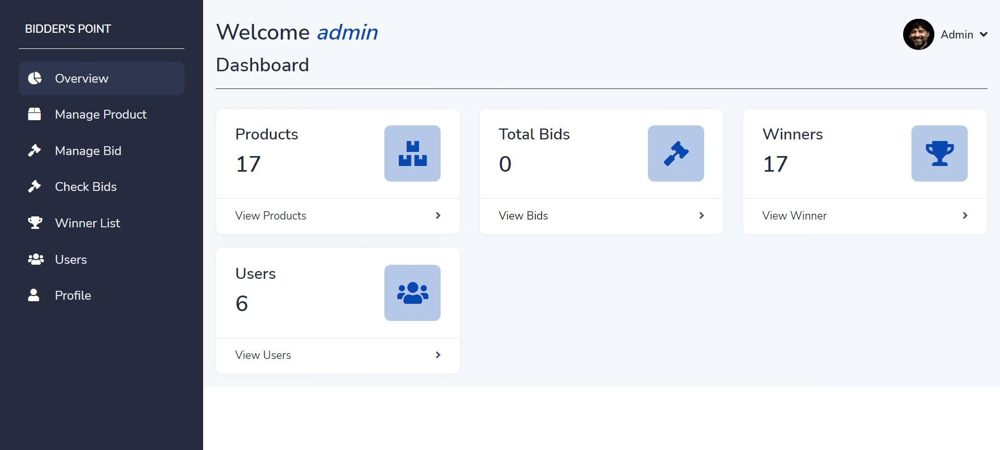 BIDDER'S POINT
Overview
Manage Product
Manage Bid
Check Bids
Winner List
Users
Profile
Welcome admin
Admin
Dashboard
Products
17
View Products
Total Bids
0
View Bids
Winners
17
View Winner
Users
6
View Users